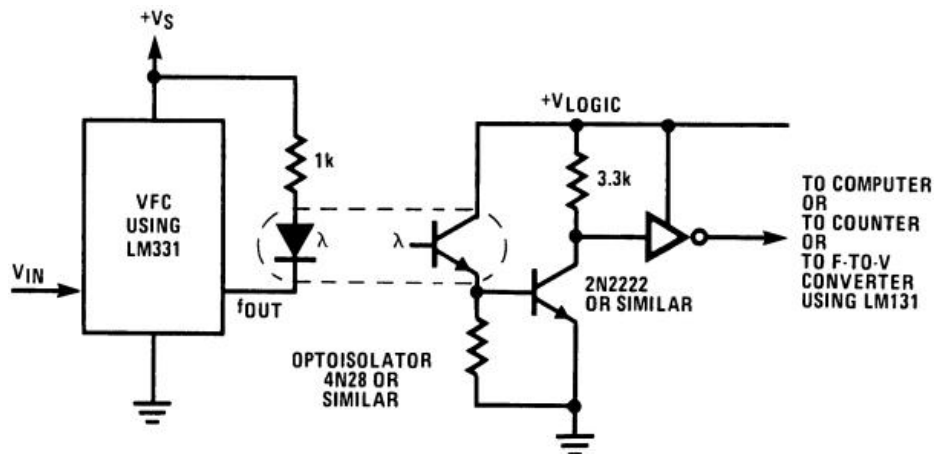 +VS
1k
VFC
USING
LM331
VIN
fOUT
λ
λ
+VLOGIC
3.3k
2N2222
OR SIMILAR
OPTOISOLATOR
4N28 OR
SIMILAR
TO COMPUTER
OR
TO COUNTER
OR
TO F-TO-V
CONVERTER
USING LM131